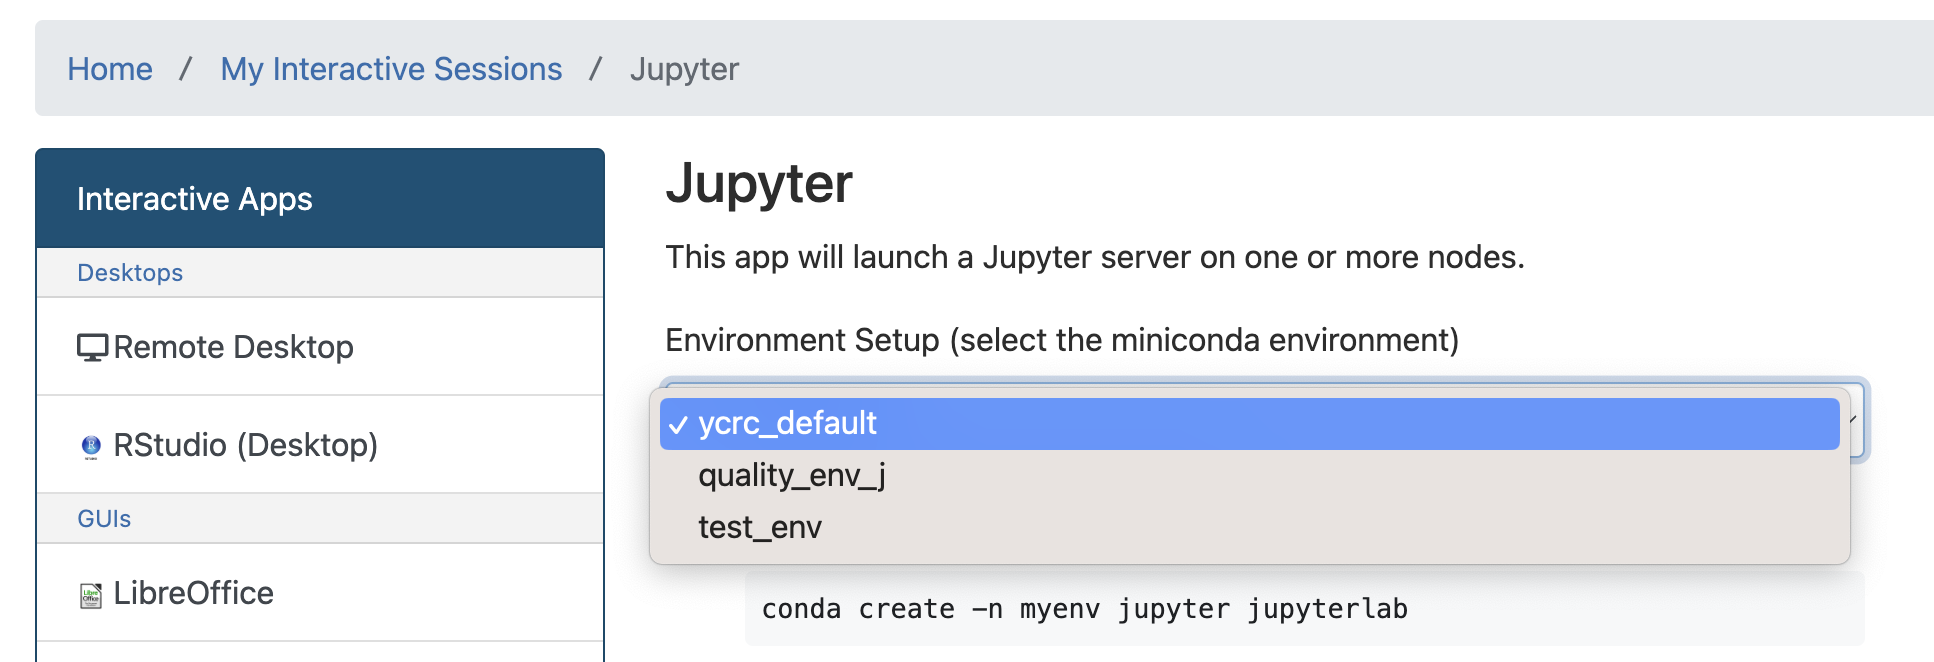 Home / My Interactive Sessions / Jupyter
Interactive Apps
Desktops
Remote Desktop
RStudio (Desktop)
GUIs
LibreOffice
Jupyter
This app will launch a Jupyter server on one or more nodes.
Environment Setup (select the miniconda environment)
✓ ycrc_default
quality_env_j
test_env
conda create -n myenv jupyter jupyterlab